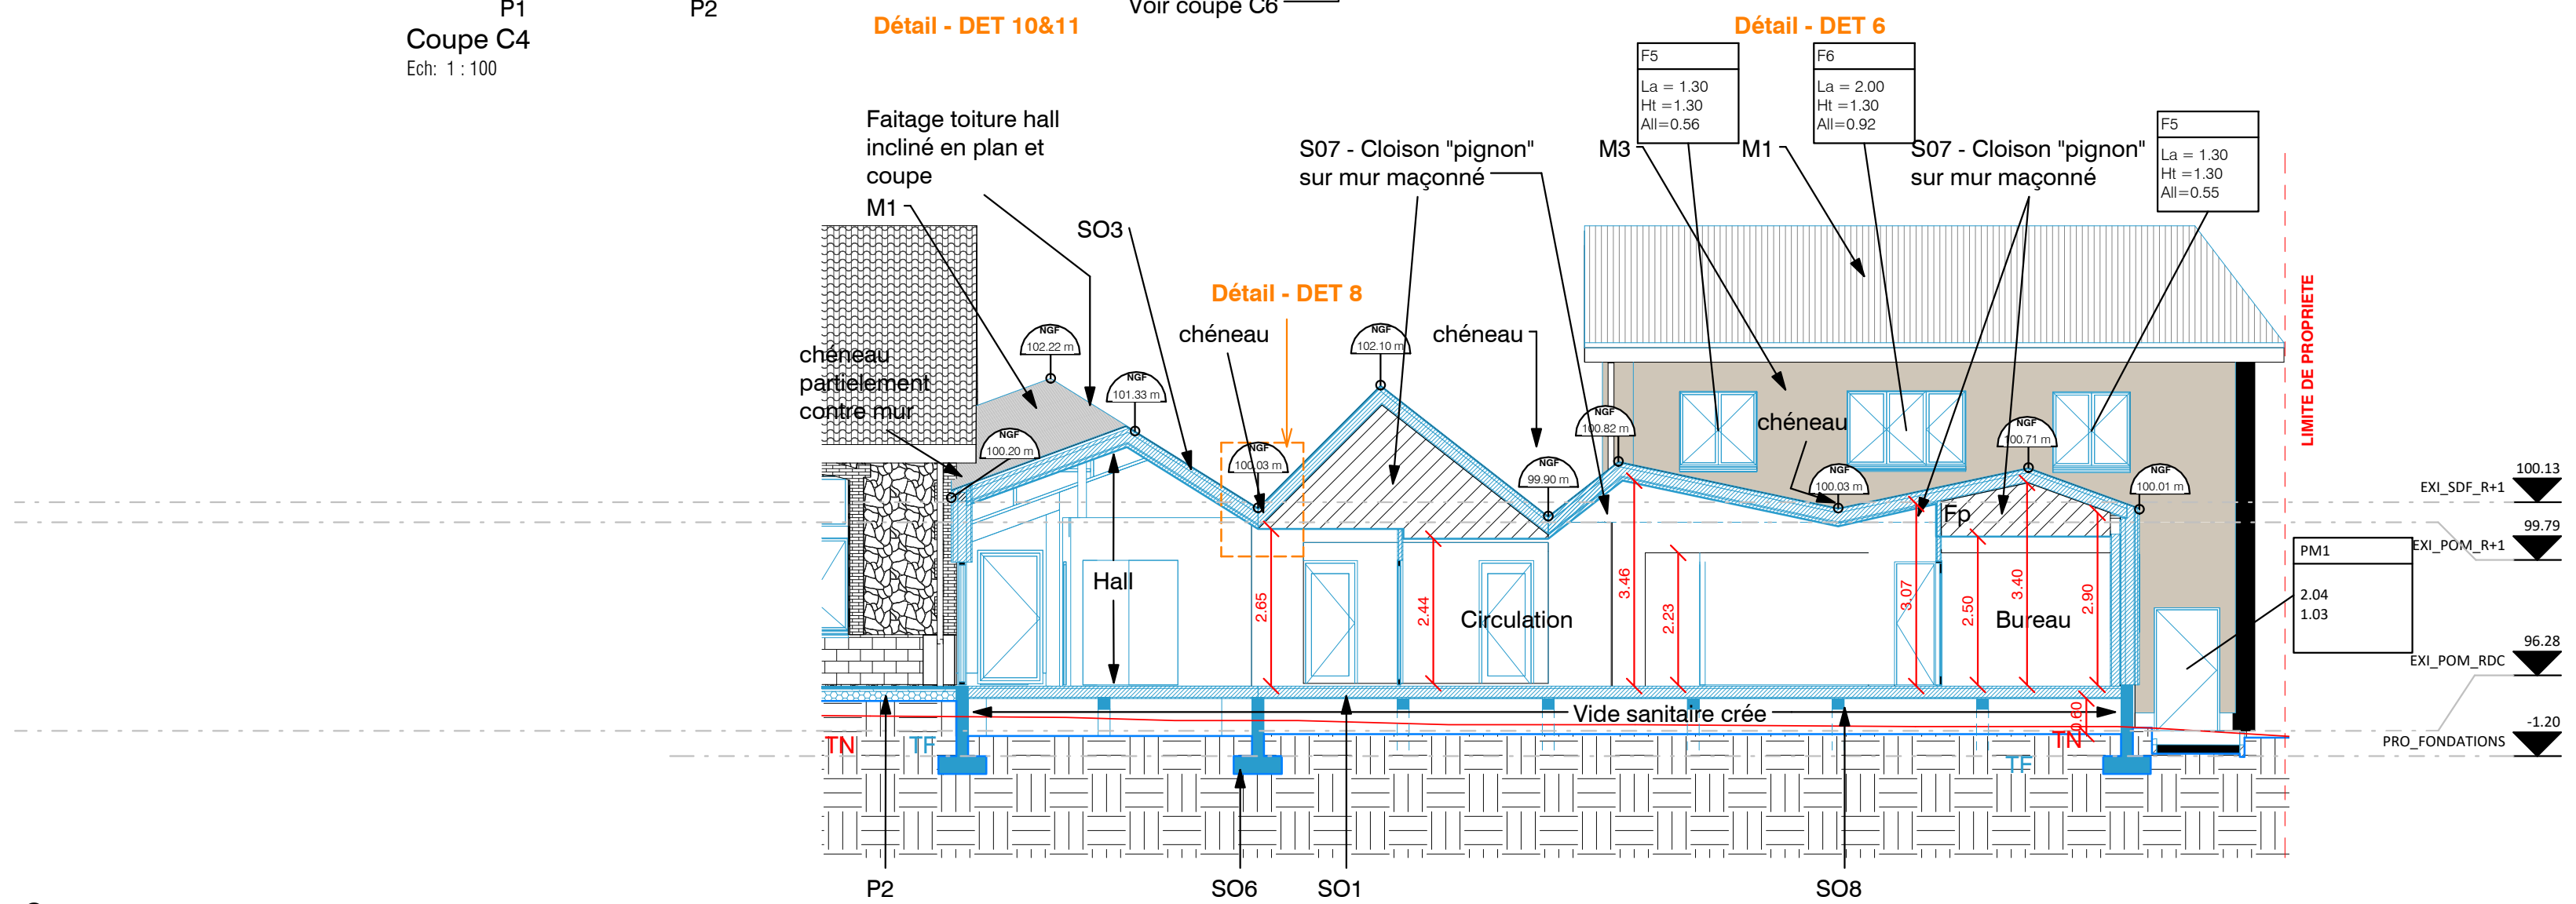 P1
P2
Voir coupe C6
Coupe C4
Ech: 1 : 100
Détail - DET 10&11
Détail - DET 6
F5
La = 1.30
Ht =1.30
All=0.56
F6
La = 2.00
Ht =1.30
All=0.92
F5
La = 1.30
Ht =1.30
All=0.55
Faitage toiture hall
incliné en plan et
coupe
M1
SO3
S07 - Cloison "pignon"
sur mur maçonné
M3
M1
S07 - Cloison "pignon"
sur mur maçonné
Détail - DET 8
chéneau
chéneau
chéneau
partielement
contre mur
chéneau
NGF
102.22 m
NGF
101.33 m
NGF
100.20 m
NGF
100.03 m
NGF
102.10 m
NGF
99.90 m
NGF
100.82 m
NGF
100.03 m
NGF
100.71 m
NGF
100.01 m
LIMITE DE PROPRIETE
100.13
EXI_SDF_R+1
99.79
EXI_POM_R+1
96.28
EXI_POM_RDC
-1.20
PRO_FONDATIONS
PM1
2.04
1.03
Fp
Hall
Circulation
Bureau
2.65
2.44
3.46
2.23
3.07
2.50
3.40
2.90
0.60
Vide sanitaire crée
TN
TF
TN
TF
P2
SO6
SO1
SO8